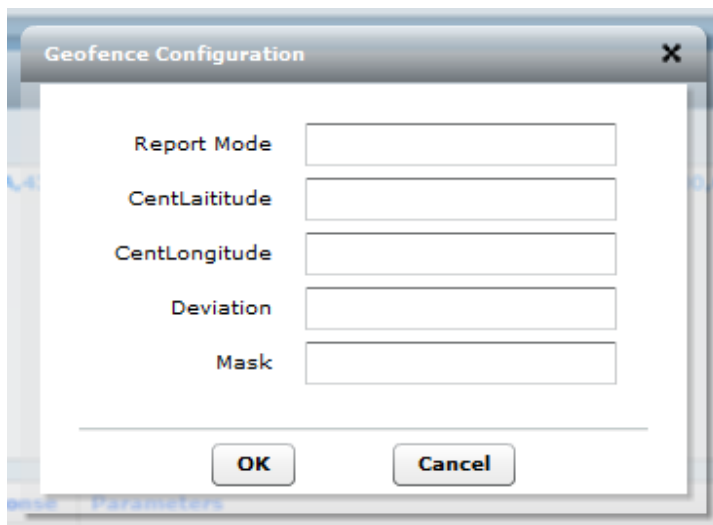 Geofence Configuration
Report Mode
CentLaititude
CentLongitude
Deviation
Mask
OK
Cancel
Parameters